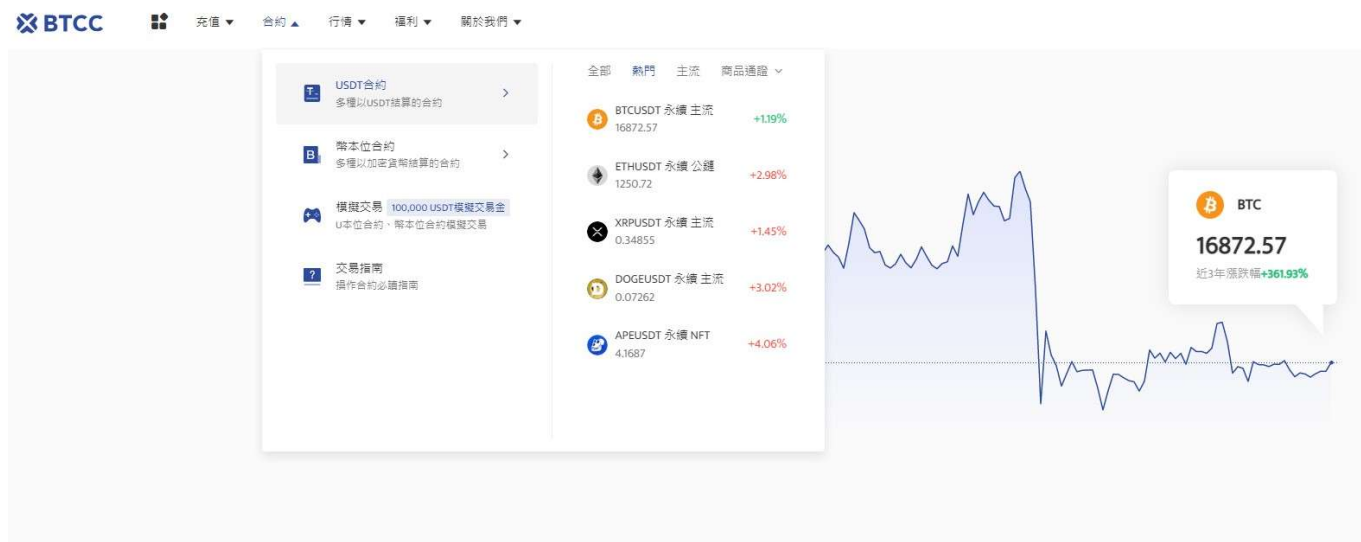 BTCC
充值 ▼
合約 ▲
行情 ▼
福利 ▼
關於我們 ▼
USDT合約
多種以USDT結算的合約
幣本位合約
多種以加密貨幣結算的合約
模擬交易 100,000 USDT模擬交易金
U本位合約、幣本位合約模擬交易
交易指南
操作合約必讀指南
全部 熱門 主流 商品通證
BTCUSDT 永續 主流
16872.57
+1.19%
ETHUSDT 永續 公鏈
1250.72
+2.98%
XRPUSDT 永續 主流
0.34855
+1.45%
DOGEUSDT 永續 主流
0.07262
+3.02%
APEUSDT 永續 NFT
4.1687
+4.06%
BTC
16872.57
近3年漲跌幅+361.93%